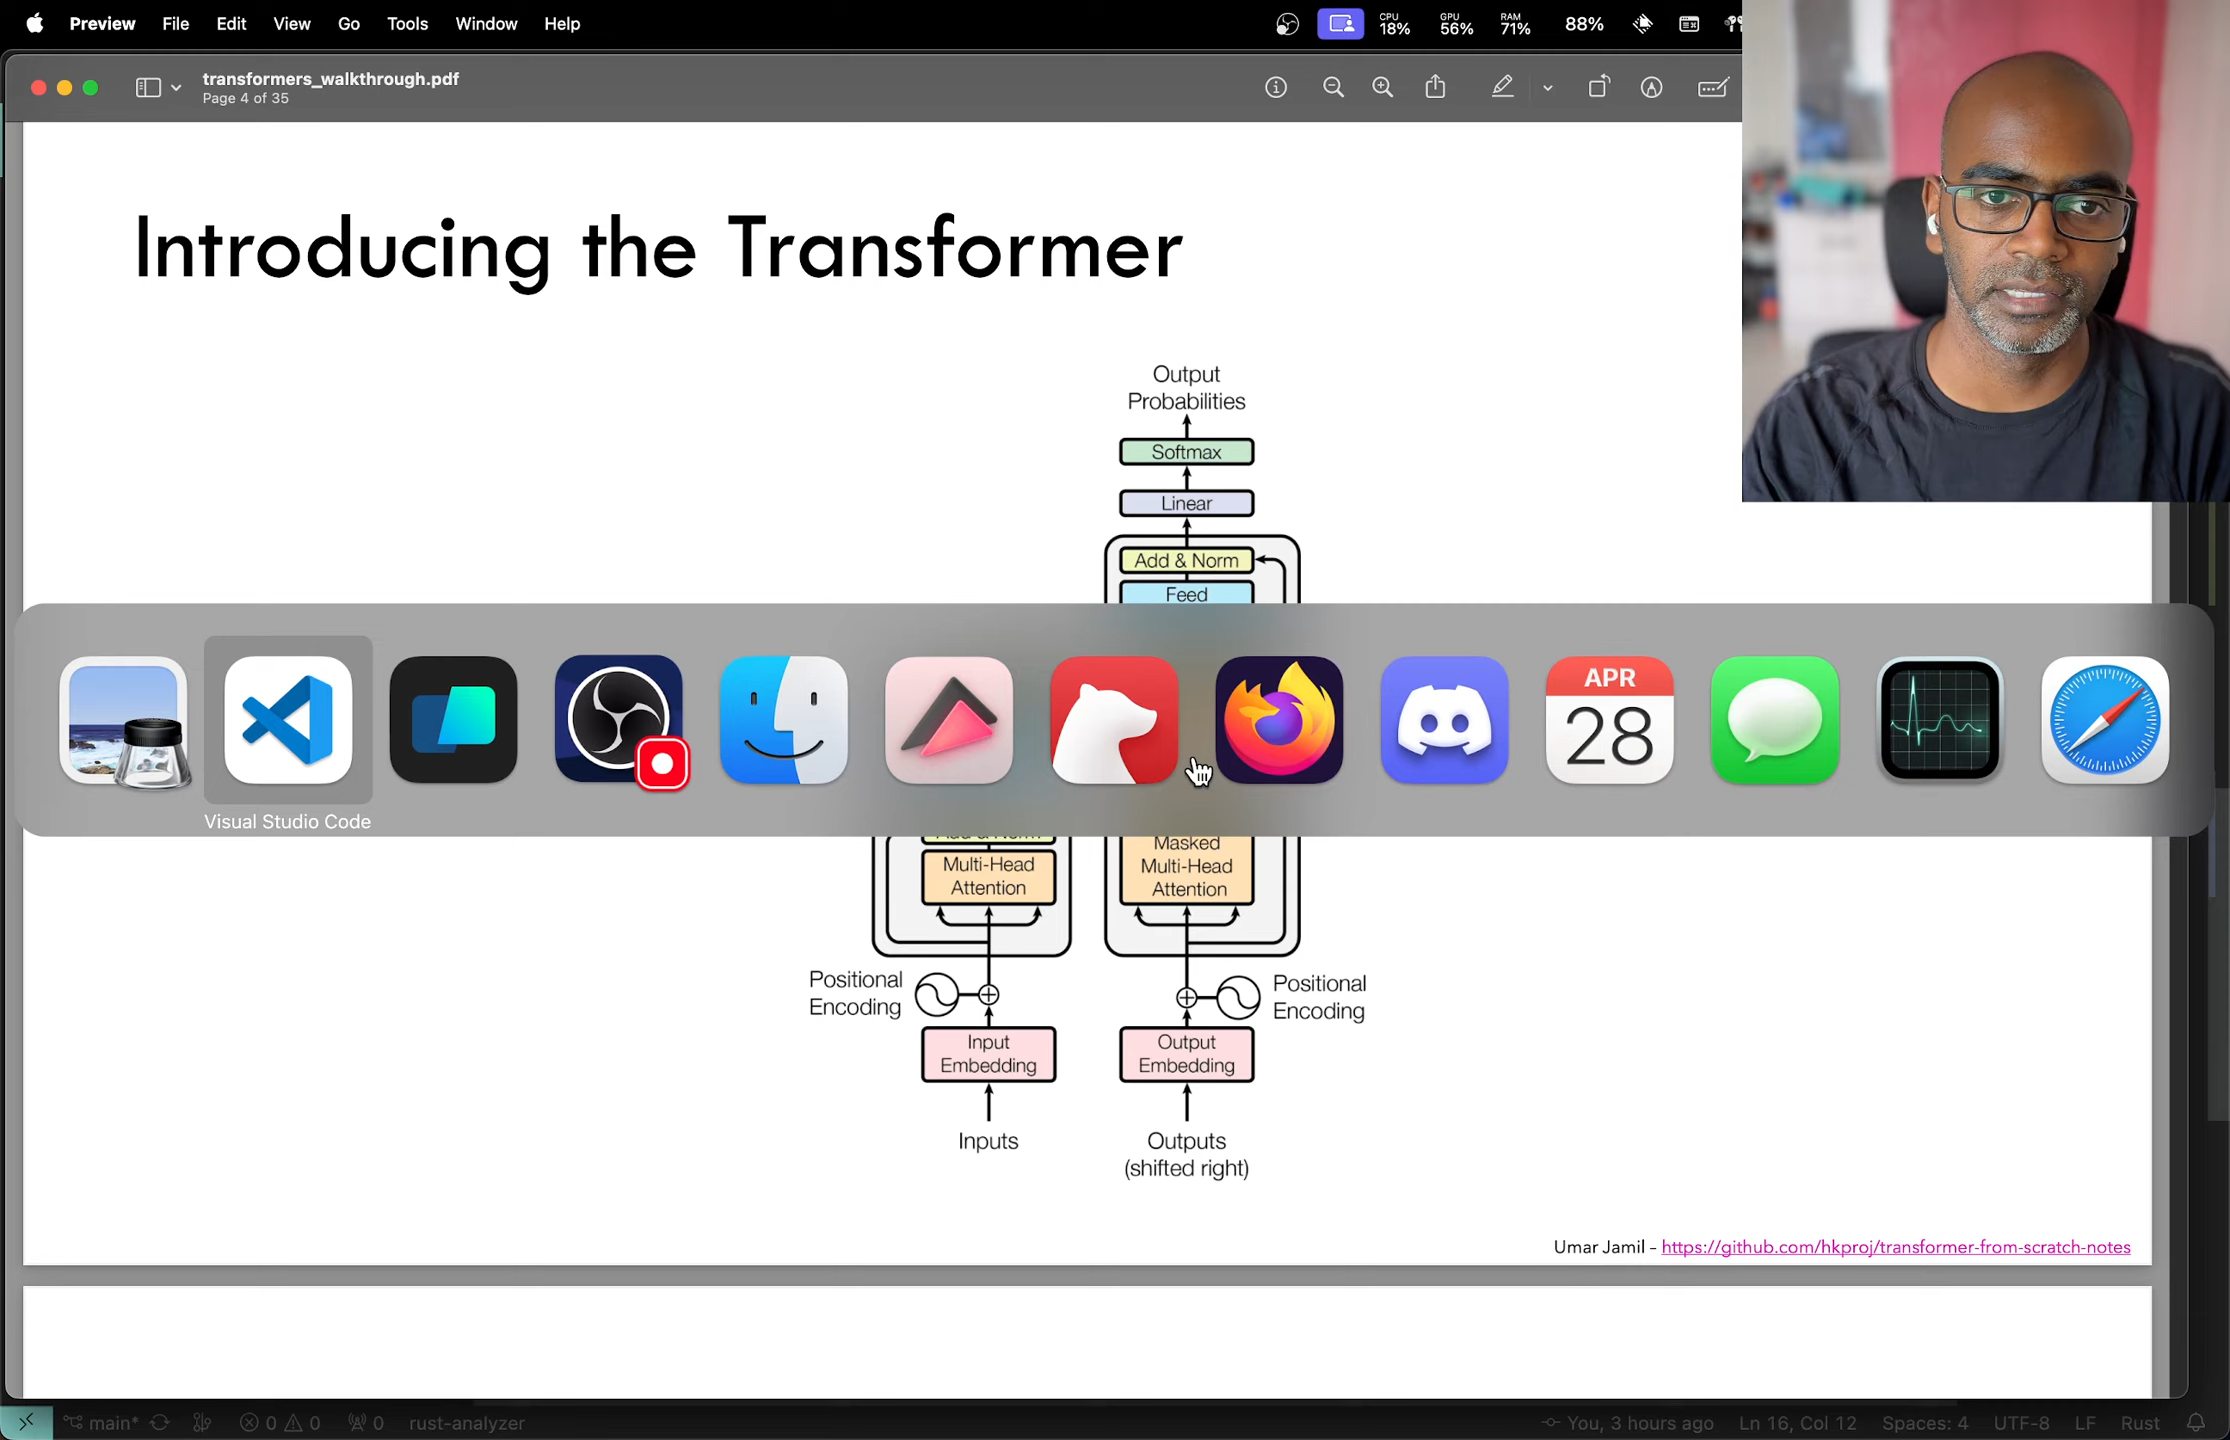 Preview File Edit View Go Tools Window Help
CPU 18% GPU 56% RAM 71% 88%
transformers_walkthrough.pdf
Page 4 of 35
Introducing the Transformer
Output
Probabilities
Softmax
Linear
Add & Norm
Feed
APR
28
Visual Studio Code
Add & Norm
Multi-Head
Attention
Masked
Multi-Head
Attention
Positional
Encoding
Positional
Encoding
Input
Embedding
Output
Embedding
Inputs
Outputs
(shifted right)
Umar Jamil – https://github.com/hkproj/transformer-from-scratch-notes
main* 0 0 0 rust-analyzer You, 3 hours ago Ln 16, Col 12 Spaces: 4 UTF-8 LF Rust